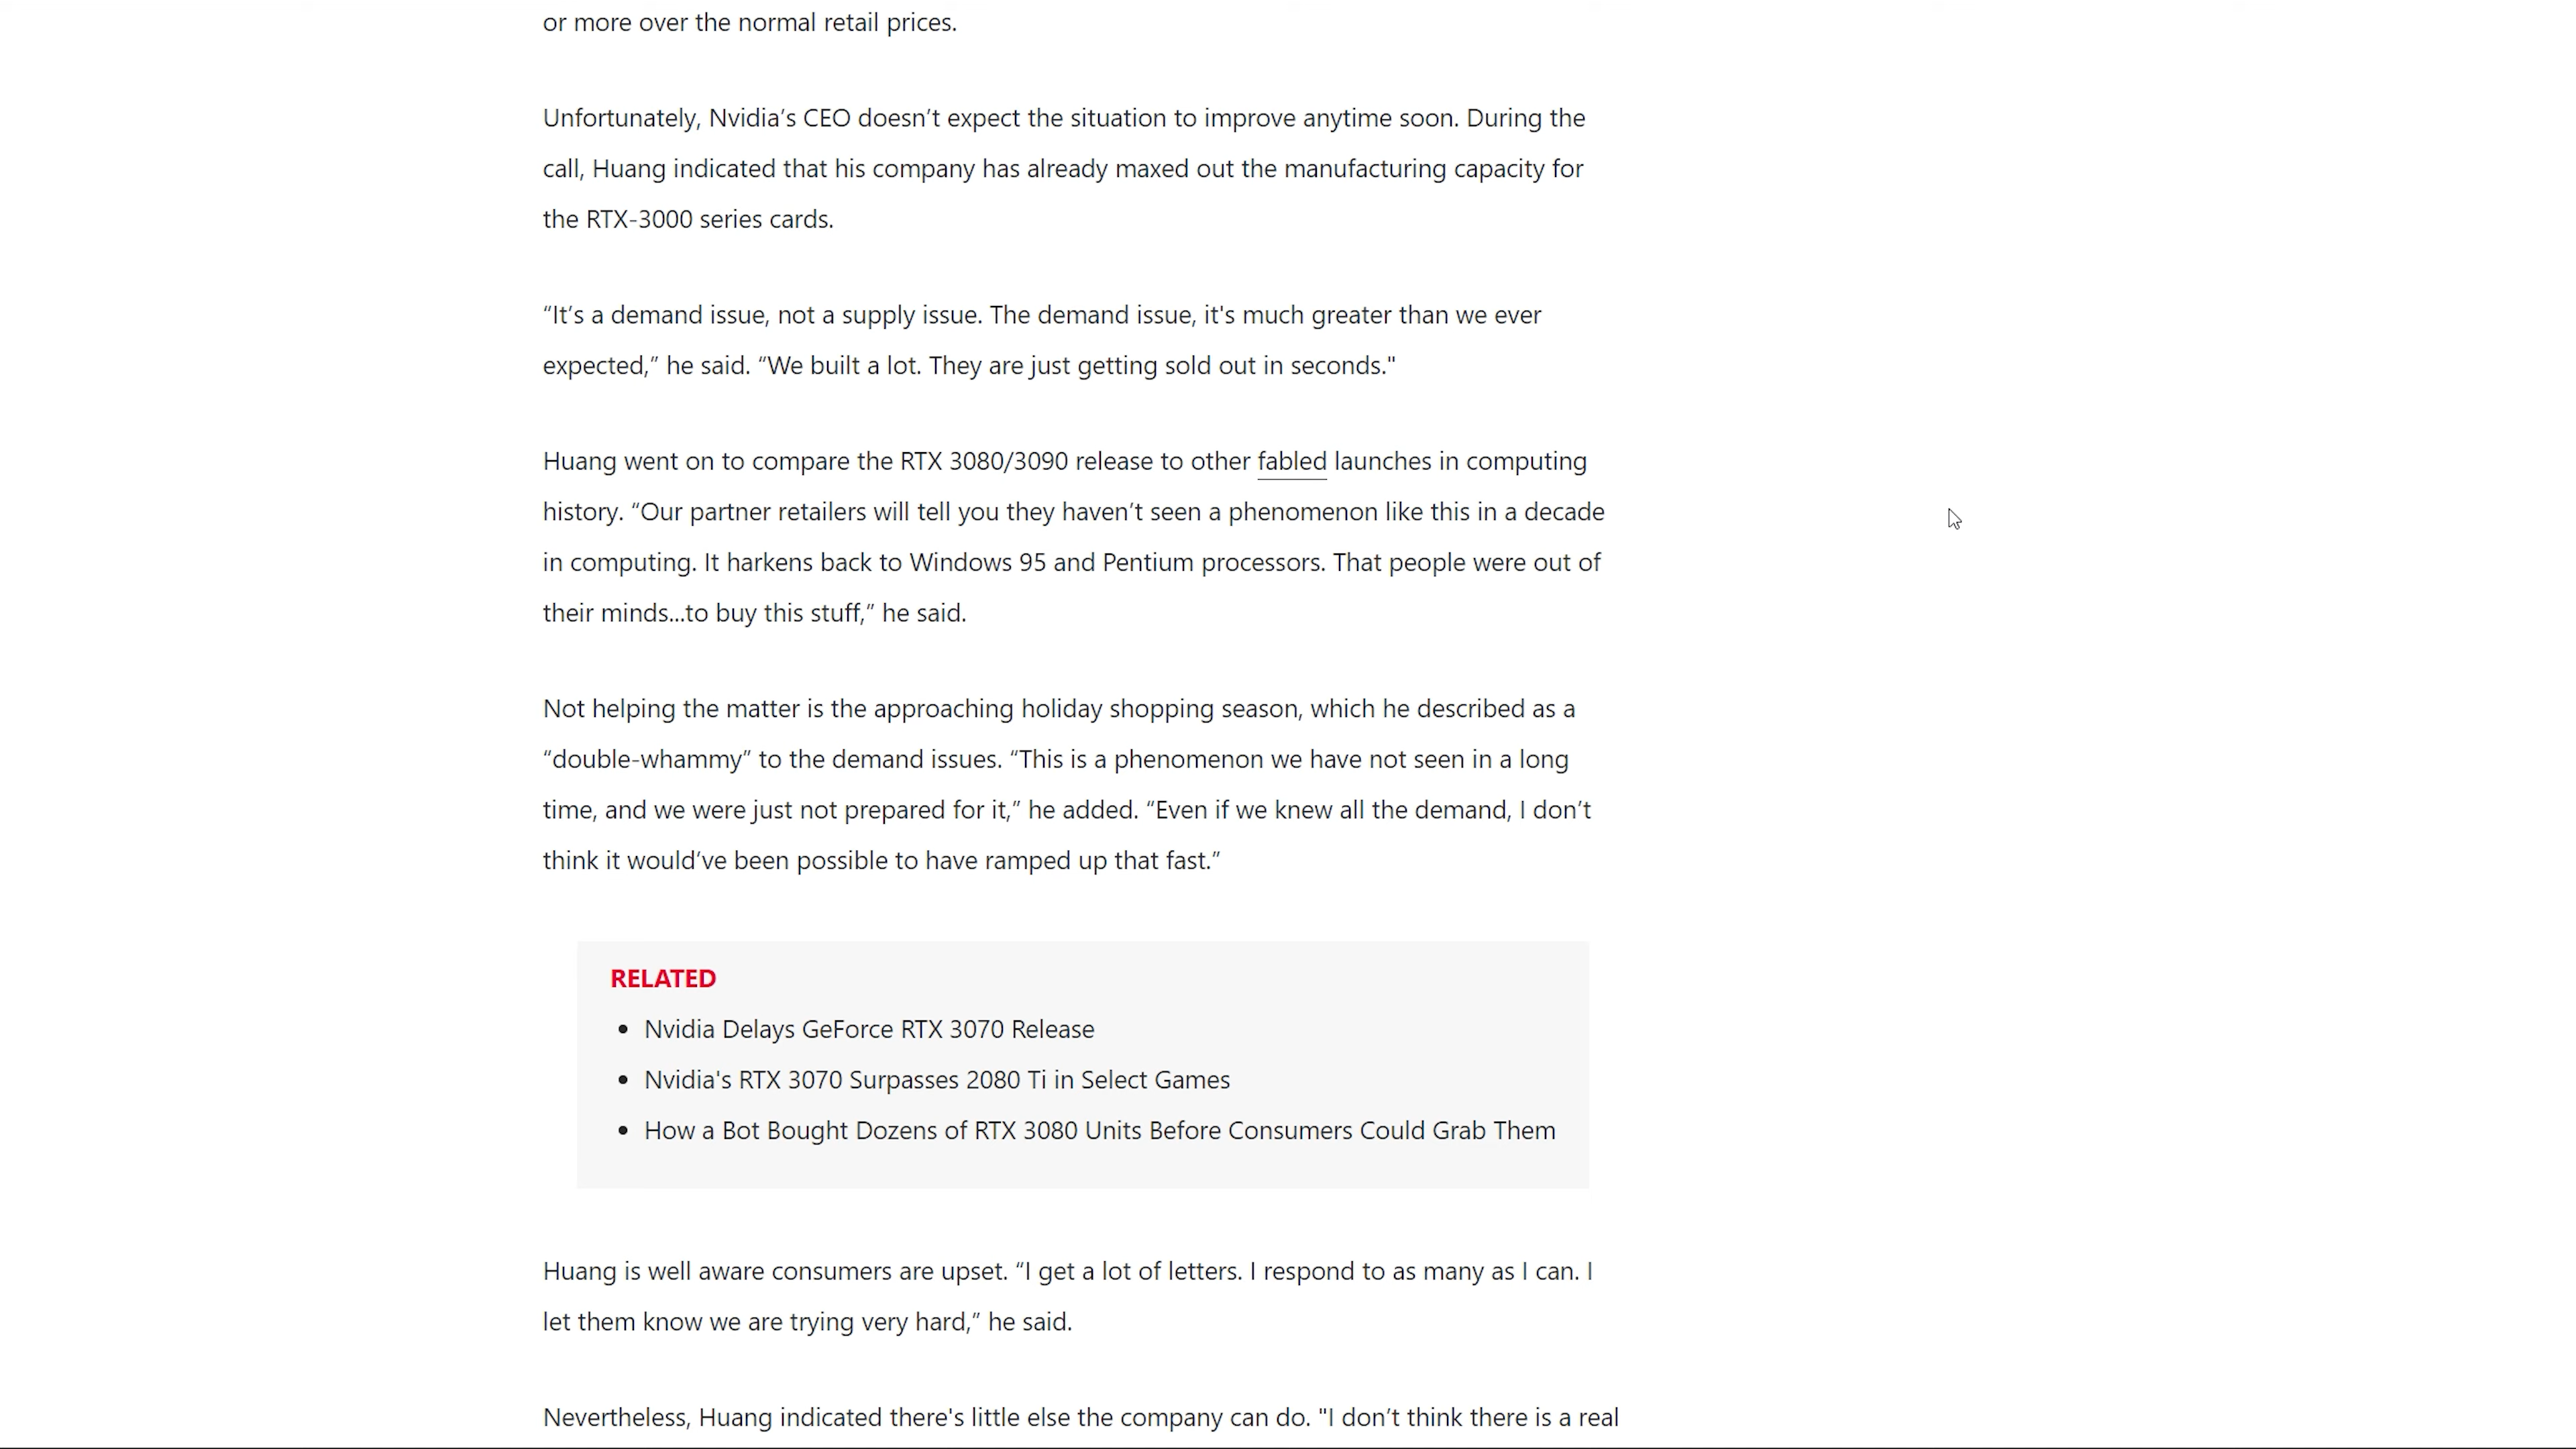 or more over the normal retail prices.
Unfortunately, Nvidia’s CEO doesn’t expect the situation to improve anytime soon. During the
call, Huang indicated that his company has already maxed out the manufacturing capacity for
the RTX-3000 series cards.
“It’s a demand issue, not a supply issue. The demand issue, it's much greater than we ever
expected,” he said. “We built a lot. They are just getting sold out in seconds."
Huang went on to compare the RTX 3080/3090 release to other fabled launches in computing
history. “Our partner retailers will tell you they haven’t seen a phenomenon like this in a decade
in computing. It harkens back to Windows 95 and Pentium processors. That people were out of
their minds...to buy this stuff,” he said.
Not helping the matter is the approaching holiday shopping season, which he described as a
“double-whammy” to the demand issues. “This is a phenomenon we have not seen in a long
time, and we were just not prepared for it,” he added. “Even if we knew all the demand, I don’t
think it would’ve been possible to have ramped up that fast.”
RELATED
• Nvidia Delays GeForce RTX 3070 Release
• Nvidia's RTX 3070 Surpasses 2080 Ti in Select Games
• How a Bot Bought Dozens of RTX 3080 Units Before Consumers Could Grab Them
Huang is well aware consumers are upset. “I get a lot of letters. I respond to as many as I can. I
let them know we are trying very hard,” he said.
Nevertheless, Huang indicated there's little else the company can do. "I don’t think there is a real